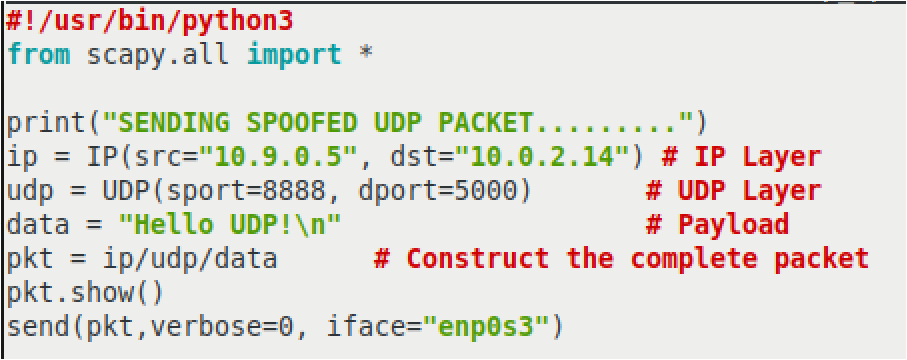 #!/usr/bin/python3
from scapy.all import *
print("SENDING SPOOFED UDP PACKET.........")
ip = IP(src="10.9.0.5", dst="10.0.2.14") # IP Layer
udp = UDP(sport=8888, dport=5000)       # UDP Layer
data = "Hello UDP!\n"                   # Payload
pkt = ip/udp/data      # Construct the complete packet
pkt.show()
send(pkt,verbose=0, iface="enp0s3")